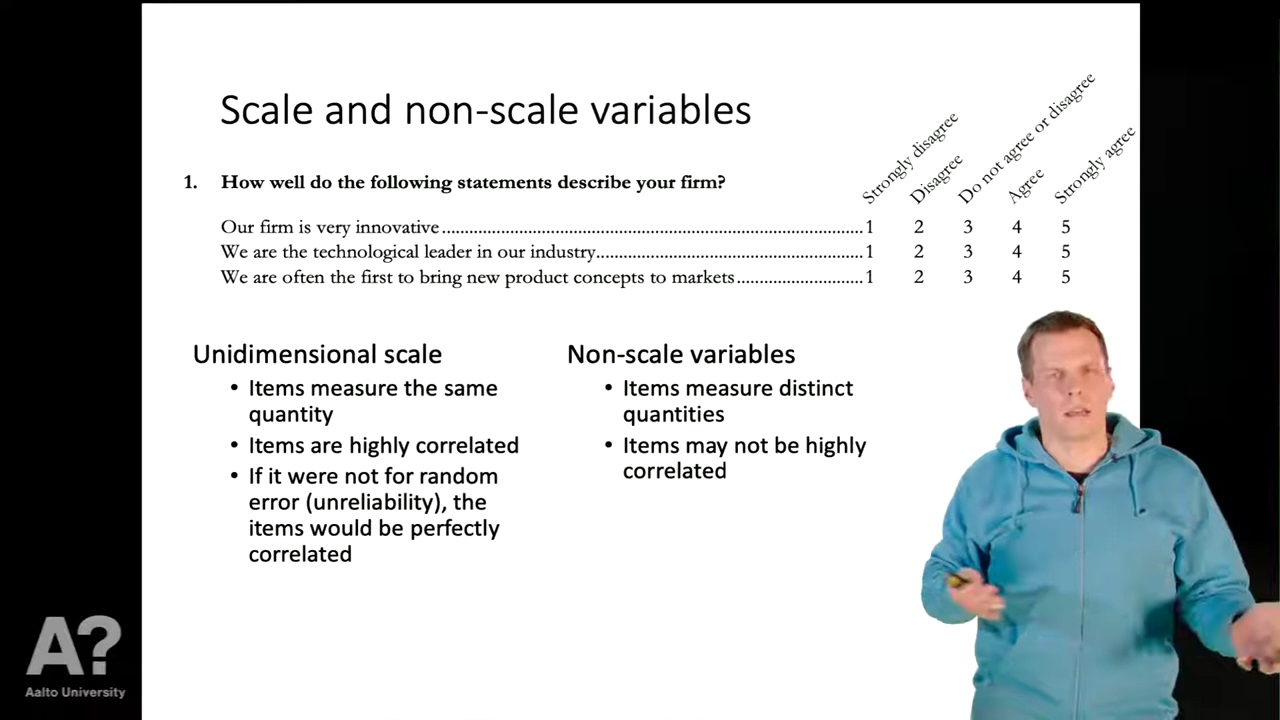 Scale and non-scale variables
Strongly disagree
Disagree
Do not agree or disagree
Agree
Strongly agree
1. How well do the following statements describe your firm?
Our firm is very innovative 1 2 3 4 5
We are the technological leader in our industry 1 2 3 4 5
We are often the first to bring new product concepts to markets 1 2 3 4 5
Unidimensional scale
• Items measure the same
quantity
• Items are highly correlated
• If it were not for random
error (unreliability), the
items would be perfectly
correlated
Non-scale variables
• Items measure distinct
quantities
• Items may not be highly
correlated
A?
Aalto University